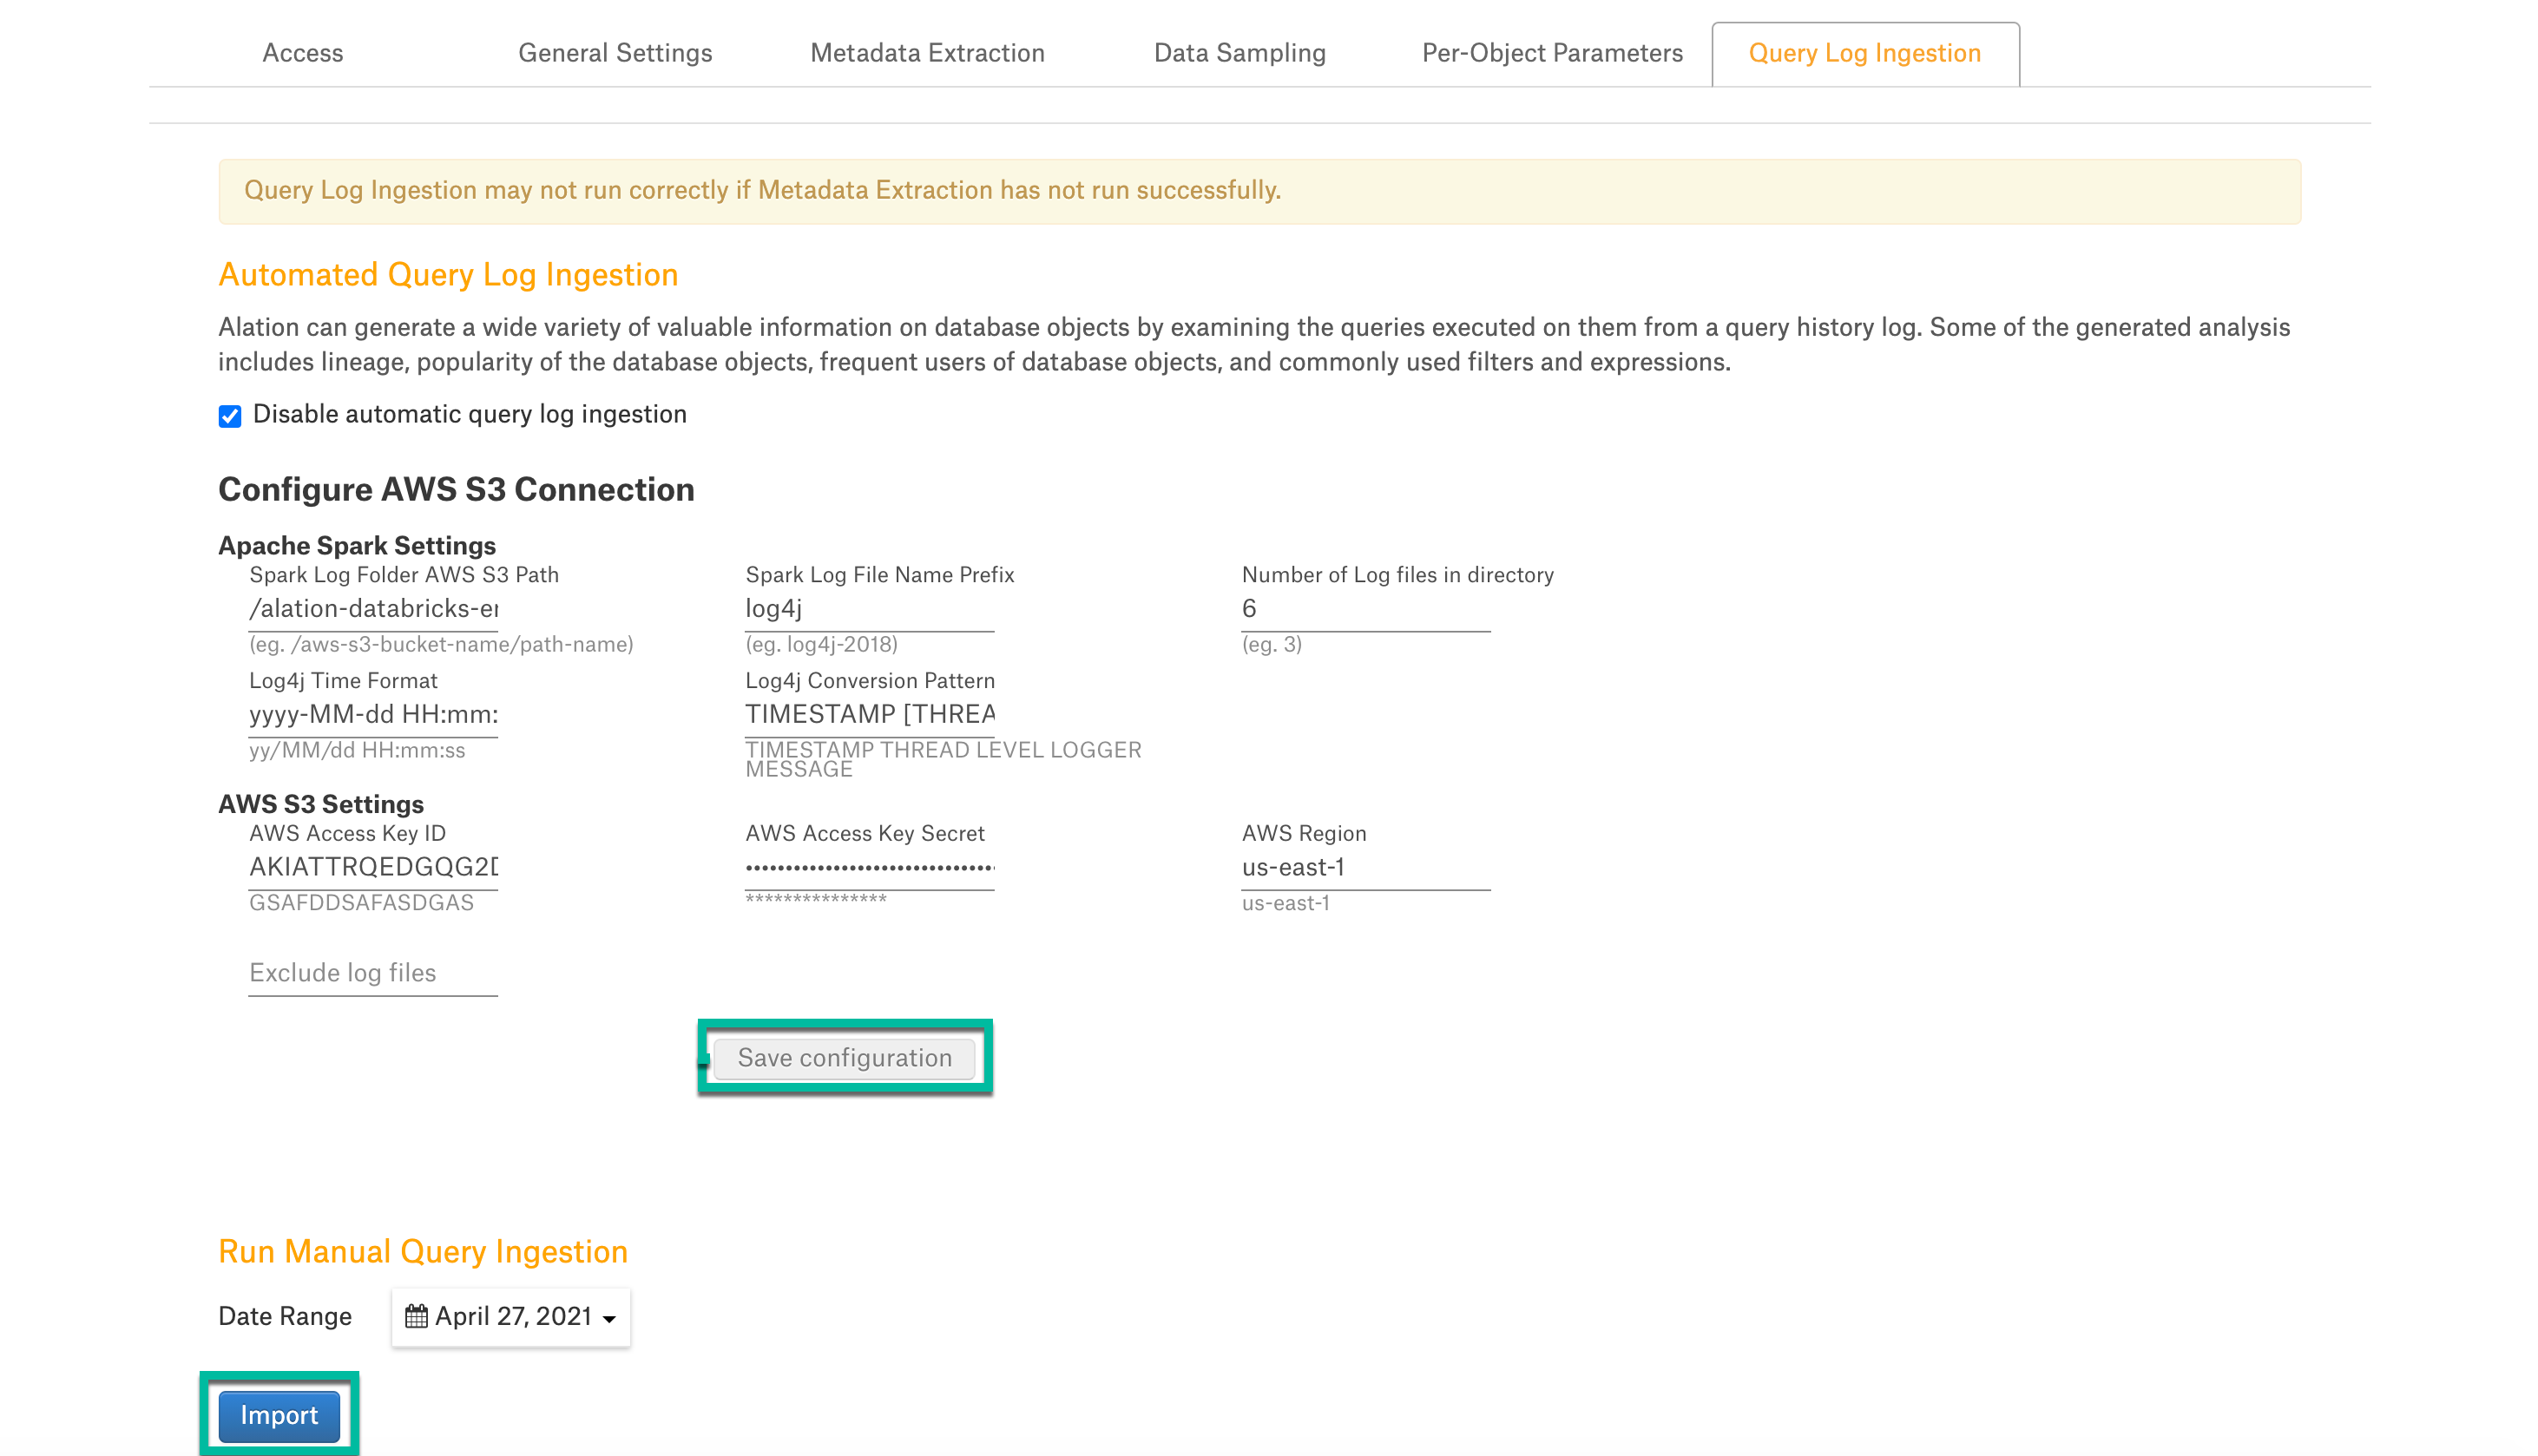 Access General Settings Metadata Extraction Data Sampling Per-Object Parameters Query Log Ingestion
Query Log Ingestion may not run correctly if Metadata Extraction has not run successfully.
Automated Query Log Ingestion
Alation can generate a wide variety of valuable information on database objects by examining the queries executed on them from a query history log. Some of the generated analysis
includes lineage, popularity of the database objects, frequent users of database objects, and commonly used filters and expressions.
Disable automatic query log ingestion
Configure AWS S3 Connection
Apache Spark Settings
Spark Log Folder AWS S3 Path Spark Log File Name Prefix Number of Log files in directory
/alation-databricks-er log4j 6
(eg. /aws-s3-bucket-name/path-name) (eg. log4j-2018) (eg. 3)
Log4j Time Format Log4j Conversion Pattern
yyyy-MM-dd HH:mm: TIMESTAMP [THREA
yy/MM/dd HH:mm:ss TIMESTAMP THREAD LEVEL LOGGER
MESSAGE
AWS S3 Settings
AWS Access Key ID AWS Access Key Secret AWS Region
AKIATTRQEDGQG2D •••••••••••••••••••••••••••••••• us-east-1
GSAFDDSAFASDGAS *************** us-east-1
Exclude log files
Save configuration
Run Manual Query Ingestion
Date Range April 27, 2021
Import